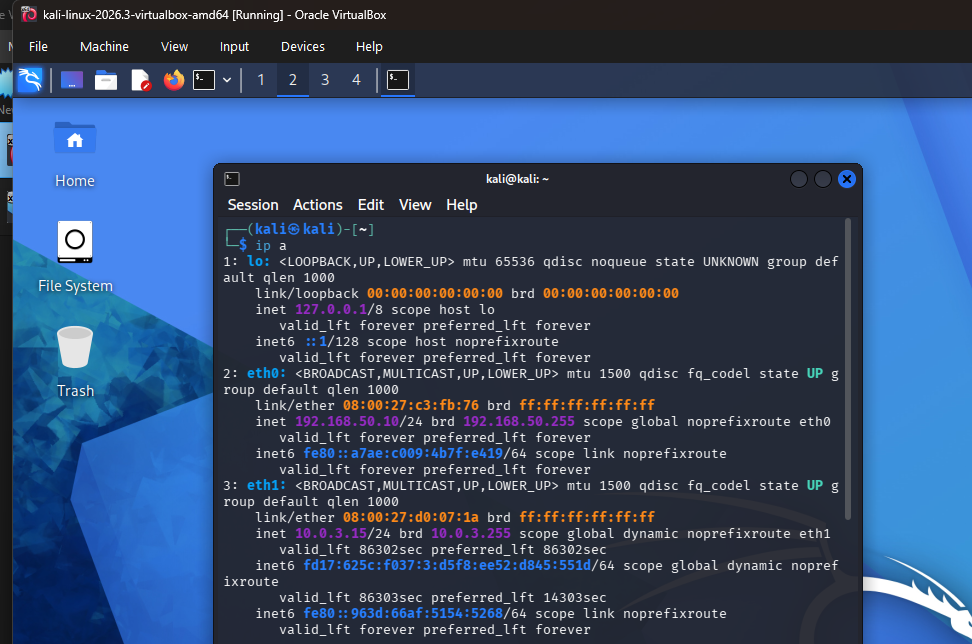 kali-linux-2026.3-virtualbox-amd64 [Running] - Oracle VirtualBox
File Machine View Input Devices Help
1 2 3 4
Home
File System
Trash
kali@kali: ~
Session Actions Edit View Help
┌──(kali㉿kali)-[~]
└─$ ip a
1: lo: <LOOPBACK,UP,LOWER_UP> mtu 65536 qdisc noqueue state UNKNOWN group def
ault qlen 1000
    link/loopback 00:00:00:00:00:00 brd 00:00:00:00:00:00
    inet 127.0.0.1/8 scope host lo
       valid_lft forever preferred_lft forever
    inet6 ::1/128 scope host noprefixroute
       valid_lft forever preferred_lft forever
2: eth0: <BROADCAST,MULTICAST,UP,LOWER_UP> mtu 1500 qdisc fq_codel state UP g
roup default qlen 1000
    link/ether 08:00:27:c3:fb:76 brd ff:ff:ff:ff:ff:ff
    inet 192.168.50.10/24 brd 192.168.50.255 scope global noprefixroute eth0
       valid_lft forever preferred_lft forever
    inet6 fe80::a7ae:c009:4b7f:e419/64 scope link noprefixroute
       valid_lft forever preferred_lft forever
3: eth1: <BROADCAST,MULTICAST,UP,LOWER_UP> mtu 1500 qdisc fq_codel state UP g
roup default qlen 1000
    link/ether 08:00:27:d0:07:1a brd ff:ff:ff:ff:ff:ff
    inet 10.0.3.15/24 brd 10.0.3.255 scope global dynamic noprefixroute eth1
       valid_lft 86302sec preferred_lft 86302sec
    inet6 fd17:625c:f037:3:d5f8:ee52:d845:551d/64 scope global dynamic nopref
ixroute
       valid_lft 86303sec preferred_lft 14303sec
    inet6 fe80::963d:66af:5154:5268/64 scope link noprefixroute
       valid_lft forever preferred_lft forever